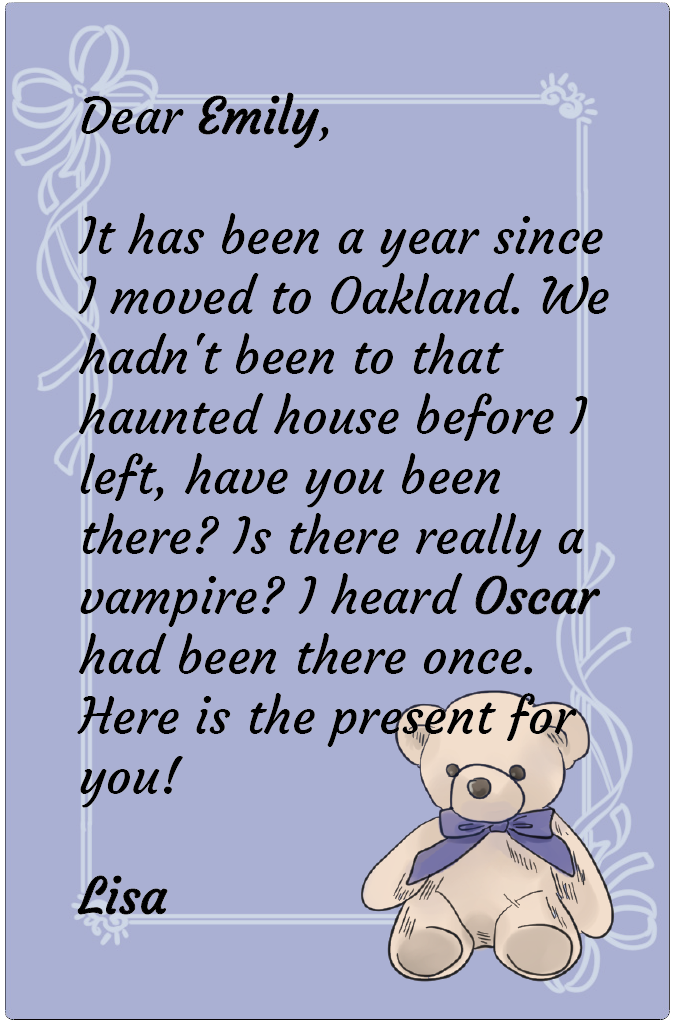 Dear Emily,
It has been a year since
I moved to Oakland. We
hadn't been to that
haunted house before I
left, have you been
there? Is there really a
vampire? I heard Oscar
had been there once.
Here is the present for
you!
Lisa